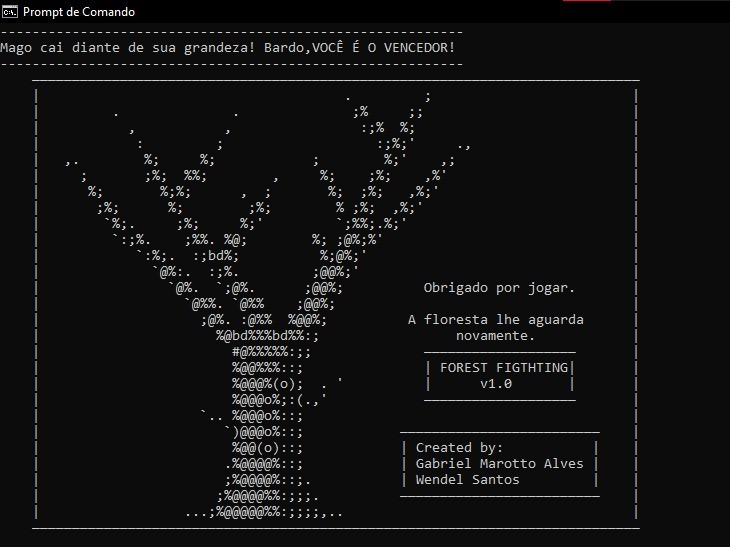 Prompt de Comando
Mago cai diante de sua grandeza! Bardo,VOCÊ É O VENCEDOR!
Obrigado por jogar.
A floresta lhe aguarda
novamente.
FOREST FIGTHTING
v1.0
Created by:
Gabriel Marotto Alves
Wendel Santos